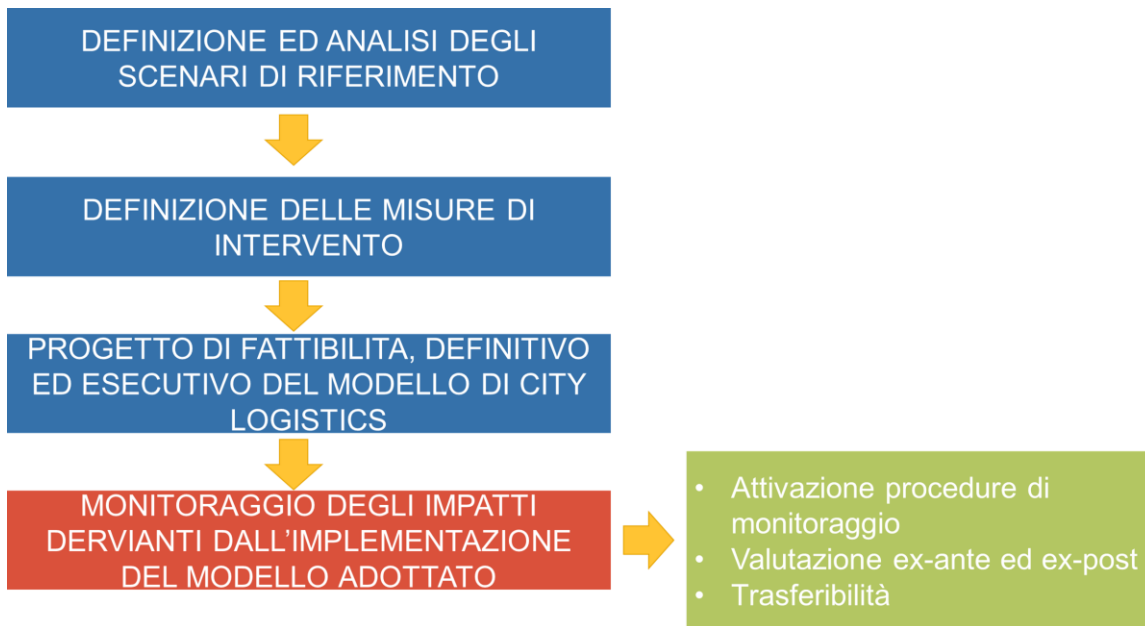 DEFINIZIONE ED ANALISI DEGLI
SCENARI DI RIFERIMENTO
DEFINIZIONE DELLE MISURE DI
INTERVENTO
PROGETTO DI FATTIBILITA, DEFINITIVO
ED ESECUTIVO DEL MODELLO DI CITY
LOGISTICS
MONITORAGGIO DEGLI IMPATTI
DERVIANTI DALL'IMPLEMENTAZIONE
DEL MODELLO ADOTTATO
• Attivazione procedure di
monitoraggio
• Valutazione ex-ante ed ex-post
• Trasferibilità